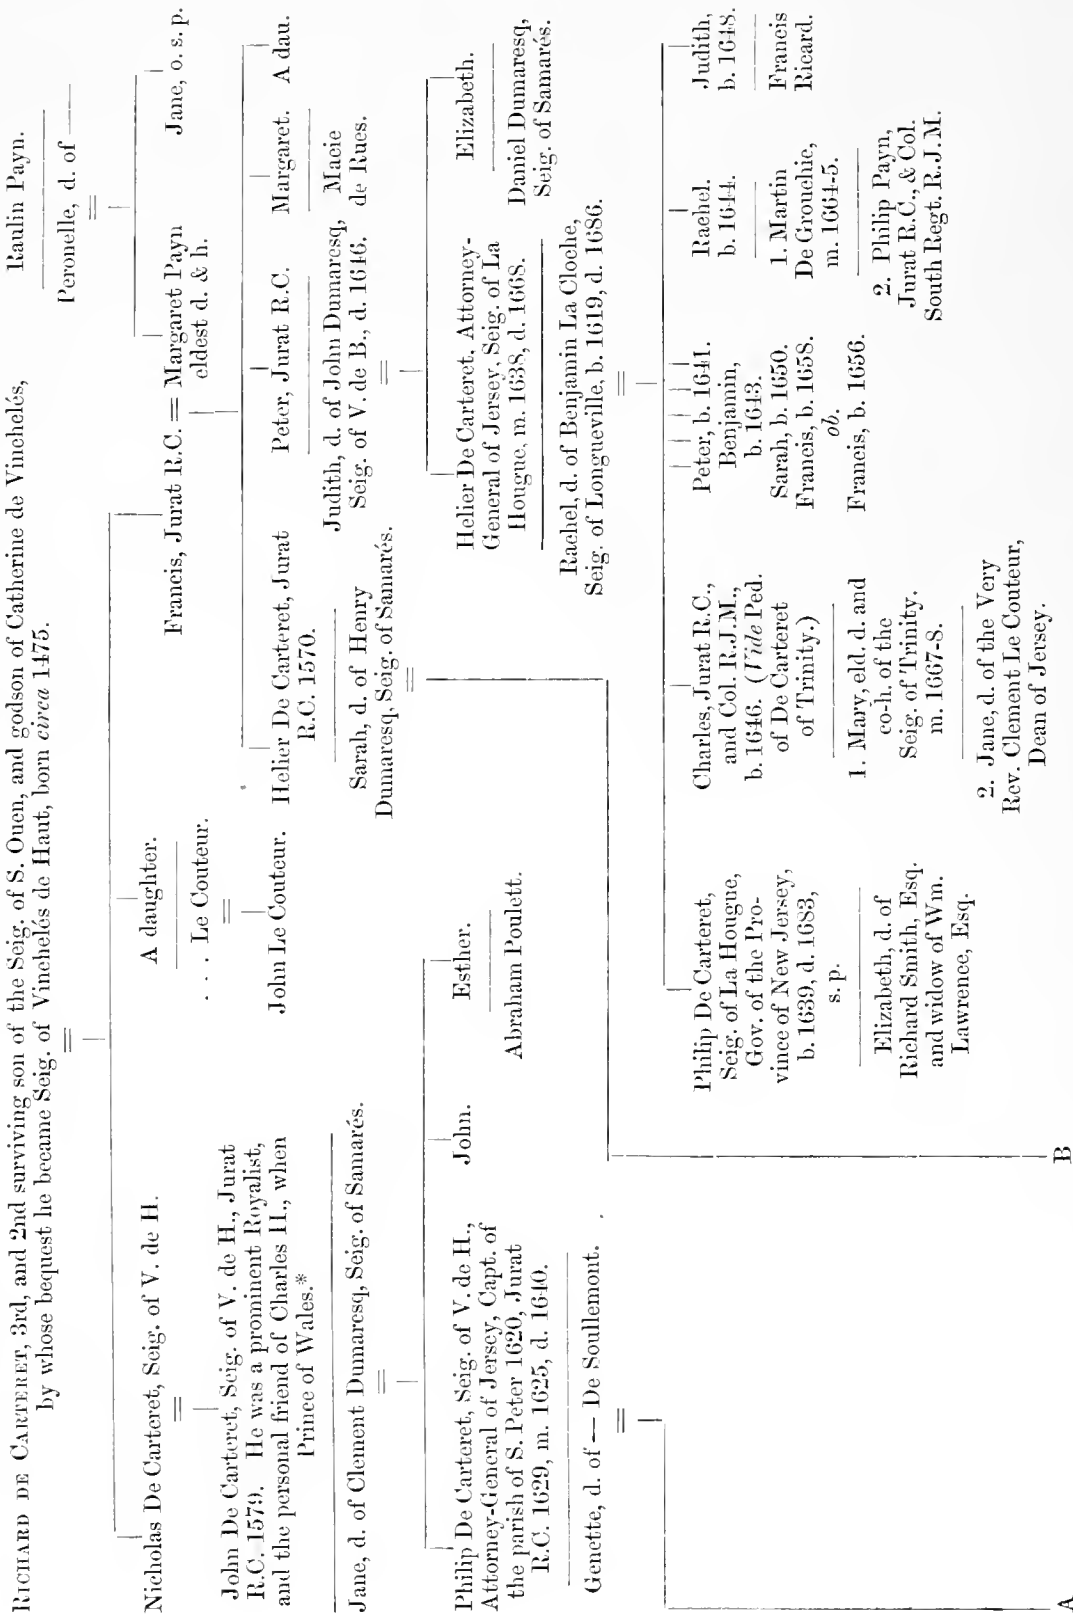 RICHARD DE CARTERET, 3rd, and 2nd surviving son of the Seig. of S. Ouen, and godson of Catherine de Vinchelés,
by whose bequest he became Seig. of Vinchelés de Haut, born circa 1475.
Raulin Payn.
Peronelle, d. of —
Nicholas De Carteret, Seig. of V. de H.
A daughter.
. . . Le Couteur.
Francis, Jurat R.C. = Margaret Payn
eldest d. & h.
Jane, o. s. p.
John De Carteret, Seig. of V. de H., Jurat
R.C. 1579. He was a prominent Royalist,
and the personal friend of Charles II., when
Prince of Wales.*
Jane, d. of Clement Dumaresq, Seig. of Samarés.
John Le Couteur.
Helier De Carteret, Jurat
R.C. 1570.
Sarah, d. of Henry
Dumaresq, Seig. of Samarés.
Peter, Jurat R.C.
Judith, d. of John Dumaresq,
Seig. of V. de B., d. 1646.
Margaret.
Macie
de Rues.
A dau.
Philip De Carteret, Seig. of V. de H.,
Attorney-General of Jersey, Capt. of
the parish of S. Peter 1620, Jurat
R.C. 1629, m. 1625, d. 1640.
Genette, d. of — De Soullemont.
John.
Esther.
Abraham Poulett.
Helier De Carteret, Attorney-
General of Jersey, Seig. of La
Hougue, m. 1638, d. 1668.
Rachel, d. of Benjamin La Cloche,
Seig. of Longueville, b. 1619, d. 1686.
Elizabeth.
Daniel Dumaresq,
Seig. of Samarés.
Philip De Carteret,
Seig. of La Hougue,
Gov. of the Pro-
vince of New Jersey,
b. 1639, d. 1683,
s. p.
Elizabeth, d. of
Richard Smith, Esq.
and widow of Wm.
Lawrence, Esq.
Charles, Jurat R.C.,
and Col. R.J.M.,
b. 1646. (Vide Ped.
of De Carteret
of Trinity.)
1. Mary, eld. d. and
co-h. of the
Seig. of Trinity.
m. 1667-8.
2. Jane, d. of the Very
Rev. Clement Le Couteur,
Dean of Jersey.
Peter, b. 1641.
Benjamin,
b. 1643.
Sarah, b. 1650.
Francis, b. 1658.
ob.
Francis, b. 1656.
Rachel.
b. 1644.
1. Martin
De Grouchie,
m. 1664-5.
2. Philip Payn,
Jurat R.C., & Col.
South Regt. R.J.M.
Judith,
b. 1648.
Francis
Ricard.
A
B